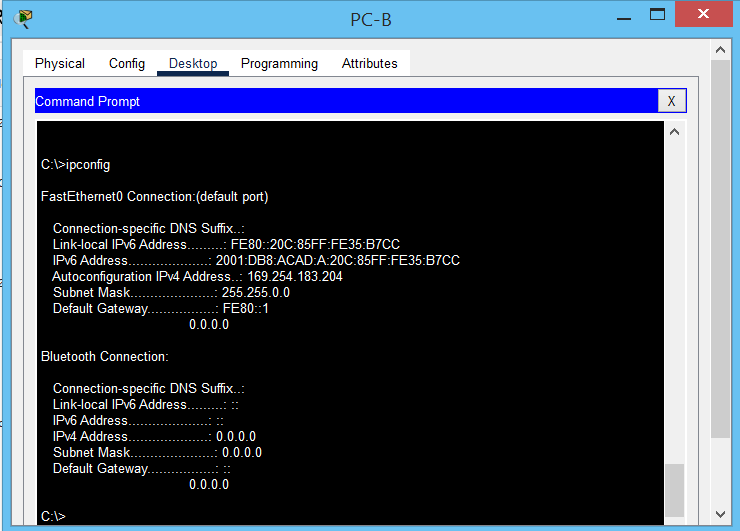 PC-B
Physical Config Desktop Programming Attributes
Command Prompt X
C:\>ipconfig
FastEthernet0 Connection:(default port)
Connection-specific DNS Suffix..:
Link-local IPv6 Address.........: FE80::20C:85FF:FE35:B7CC
IPv6 Address....................: 2001:DB8:ACAD:A:20C:85FF:FE35:B7CC
Autoconfiguration IPv4 Address..: 169.254.183.204
Subnet Mask.....................: 255.255.0.0
Default Gateway.................: FE80::1
0.0.0.0
Bluetooth Connection:
Connection-specific DNS Suffix..:
Link-local IPv6 Address.........: ::
IPv6 Address....................: ::
IPv4 Address....................: 0.0.0.0
Subnet Mask.....................: 0.0.0.0
Default Gateway.................: ::
0.0.0.0
C:\>